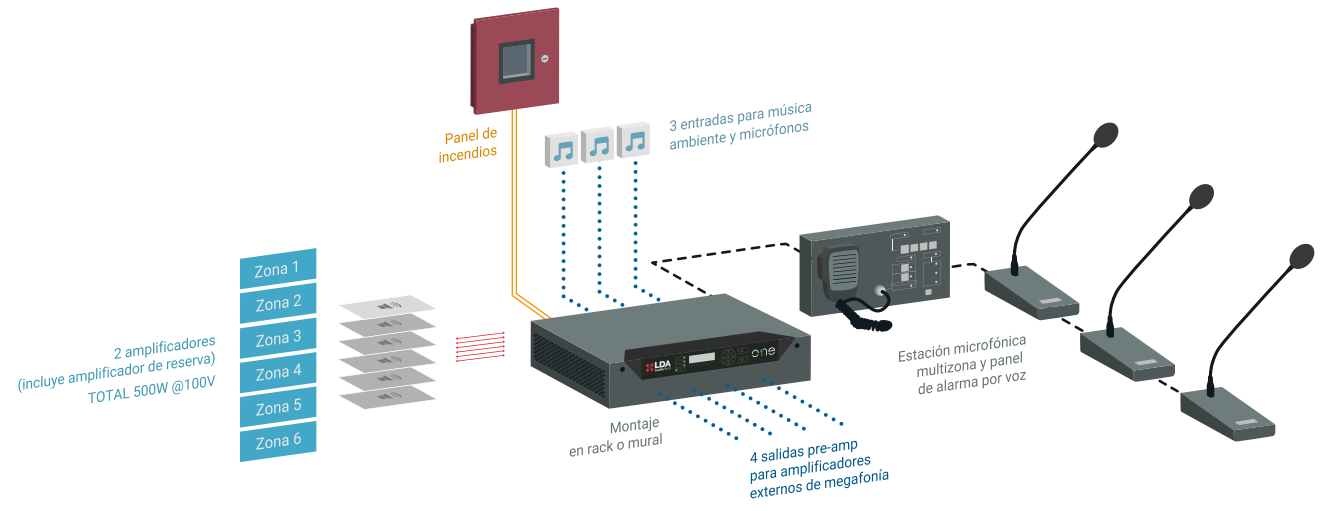 Panel de
incendios
3 entradas para música
ambiente y micrófonos
Zona 1
Zona 2
Zona 3
Zona 4
Zona 5
Zona 6
2 amplificadores
(incluye amplificador de reserva)
TOTAL 500W @100V
LDA
one
Montaje
en rack o mural
4 salidas pre-amp
para amplificadores
externos de megafonía
Estación microfónica
multizona y panel
de alarma por voz